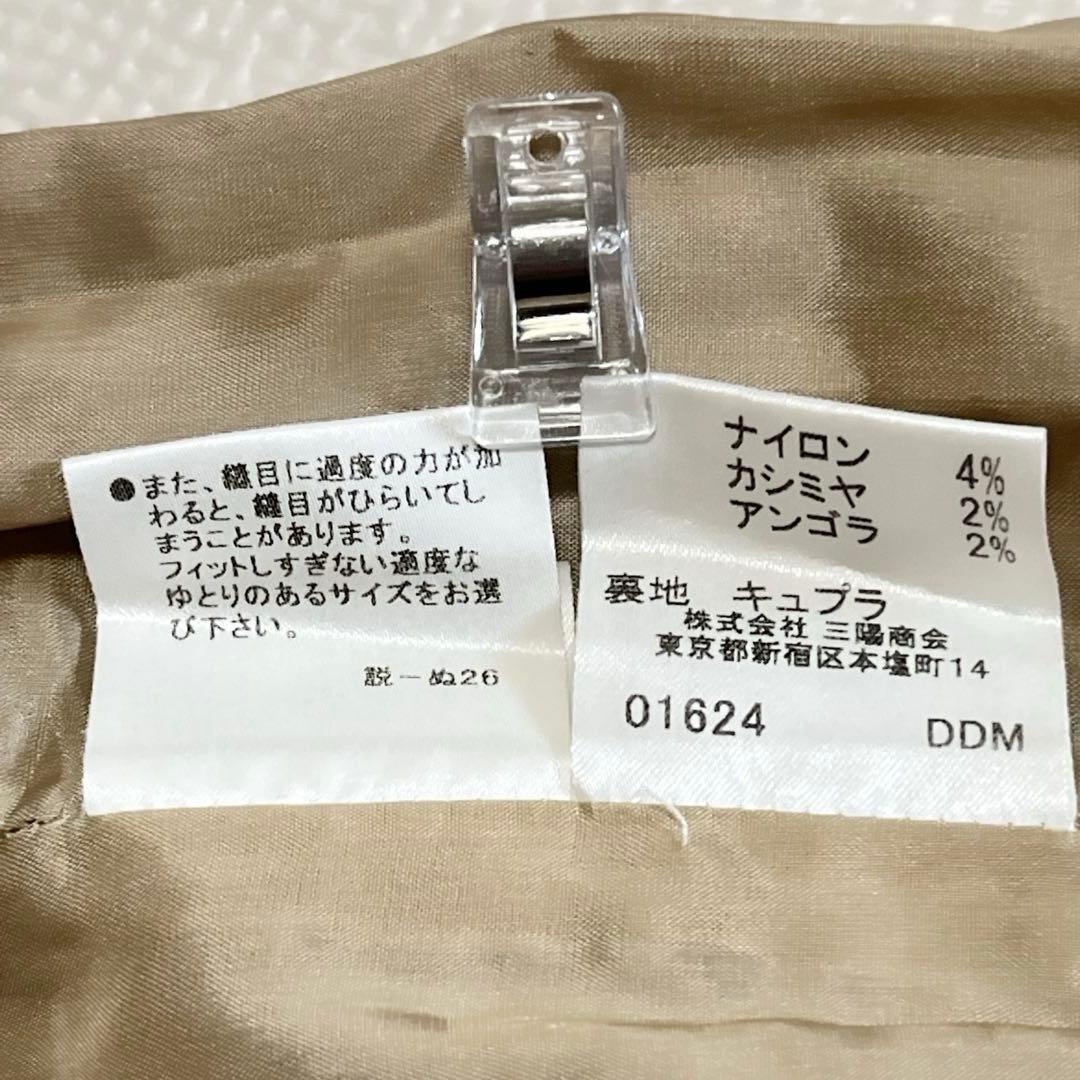 ●また、縫目に過度の力が加
わると、縫目がひらいてし
まうことがあります。
フィットしすぎない適度な
ゆとりのあるサイズをお選
び下さい。
説ーぬ26
ナイロン 4%
カシミヤ 2%
アンゴラ 2%
裏地 キュプラ
株式会社 三陽商会
東京都新宿区本塩町14
01624 DDM